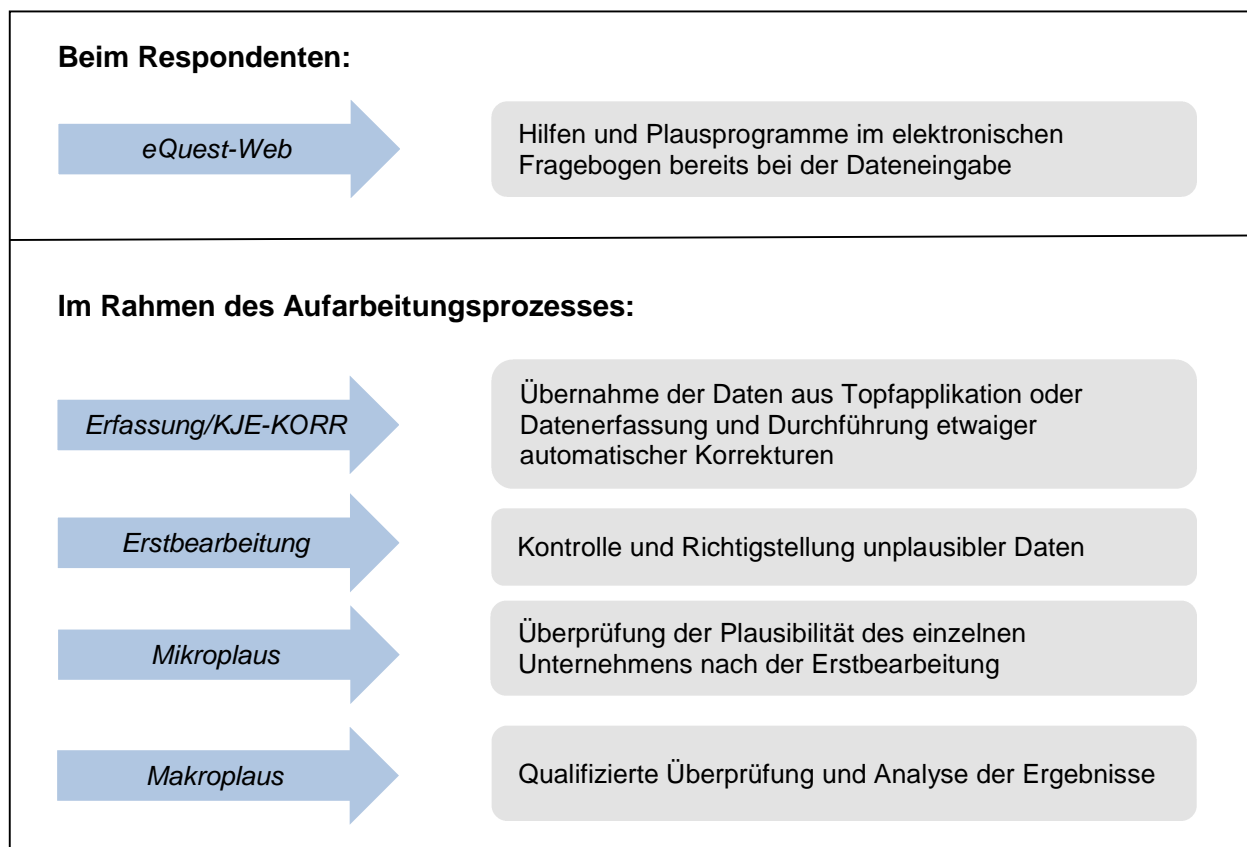 Beim Respondenten:
eQuest-Web
Hilfen und Plausprogramme im elektronischen
Fragebogen bereits bei der Dateneingabe
Im Rahmen des Aufarbeitungsprozesses:
Erfassung/KJE-KORR
Übernahme der Daten aus Topfapplikation oder
Datenerfassung und Durchführung etwaiger
automatischer Korrekturen
Erstbearbeitung
Kontrolle und Richtigstellung unplausibler Daten
Mikroplaus
Überprüfung der Plausibilität des einzelnen
Unternehmens nach der Erstbearbeitung
Makroplaus
Qualifizierte Überprüfung und Analyse der Ergebnisse